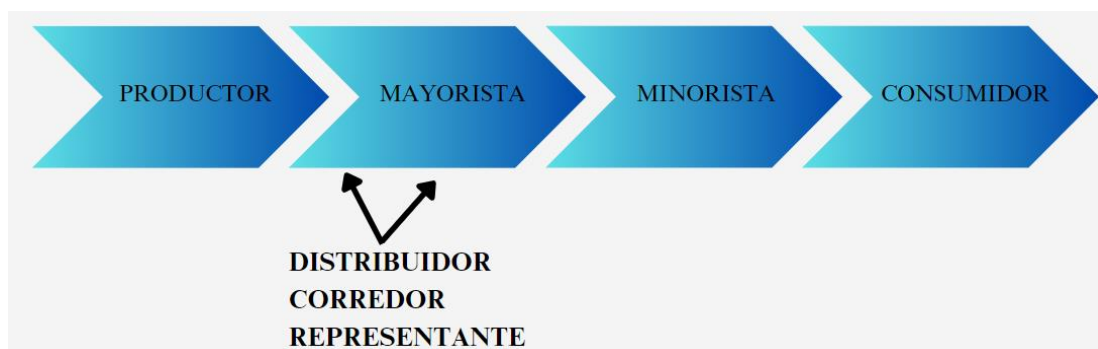 PRODUCTOR
MAYORISTA
MINORISTA
CONSUMIDOR
DISTRIBUIDOR
CORREDOR
REPRESENTANTE